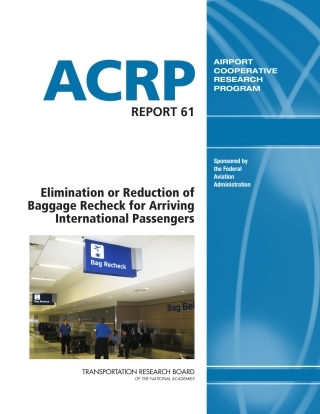 ACRP
REPORT 61
AIRPORT
COOPERATIVE
RESEARCH
PROGRAM
Sponsored by
the Federal
Aviation
Administration
Elimination or Reduction of
Baggage Recheck for Arriving
International Passengers
Bag Recheck
TRANSPORTATION RESEARCH BOARD
OF THE NATIONAL ACADEMIES